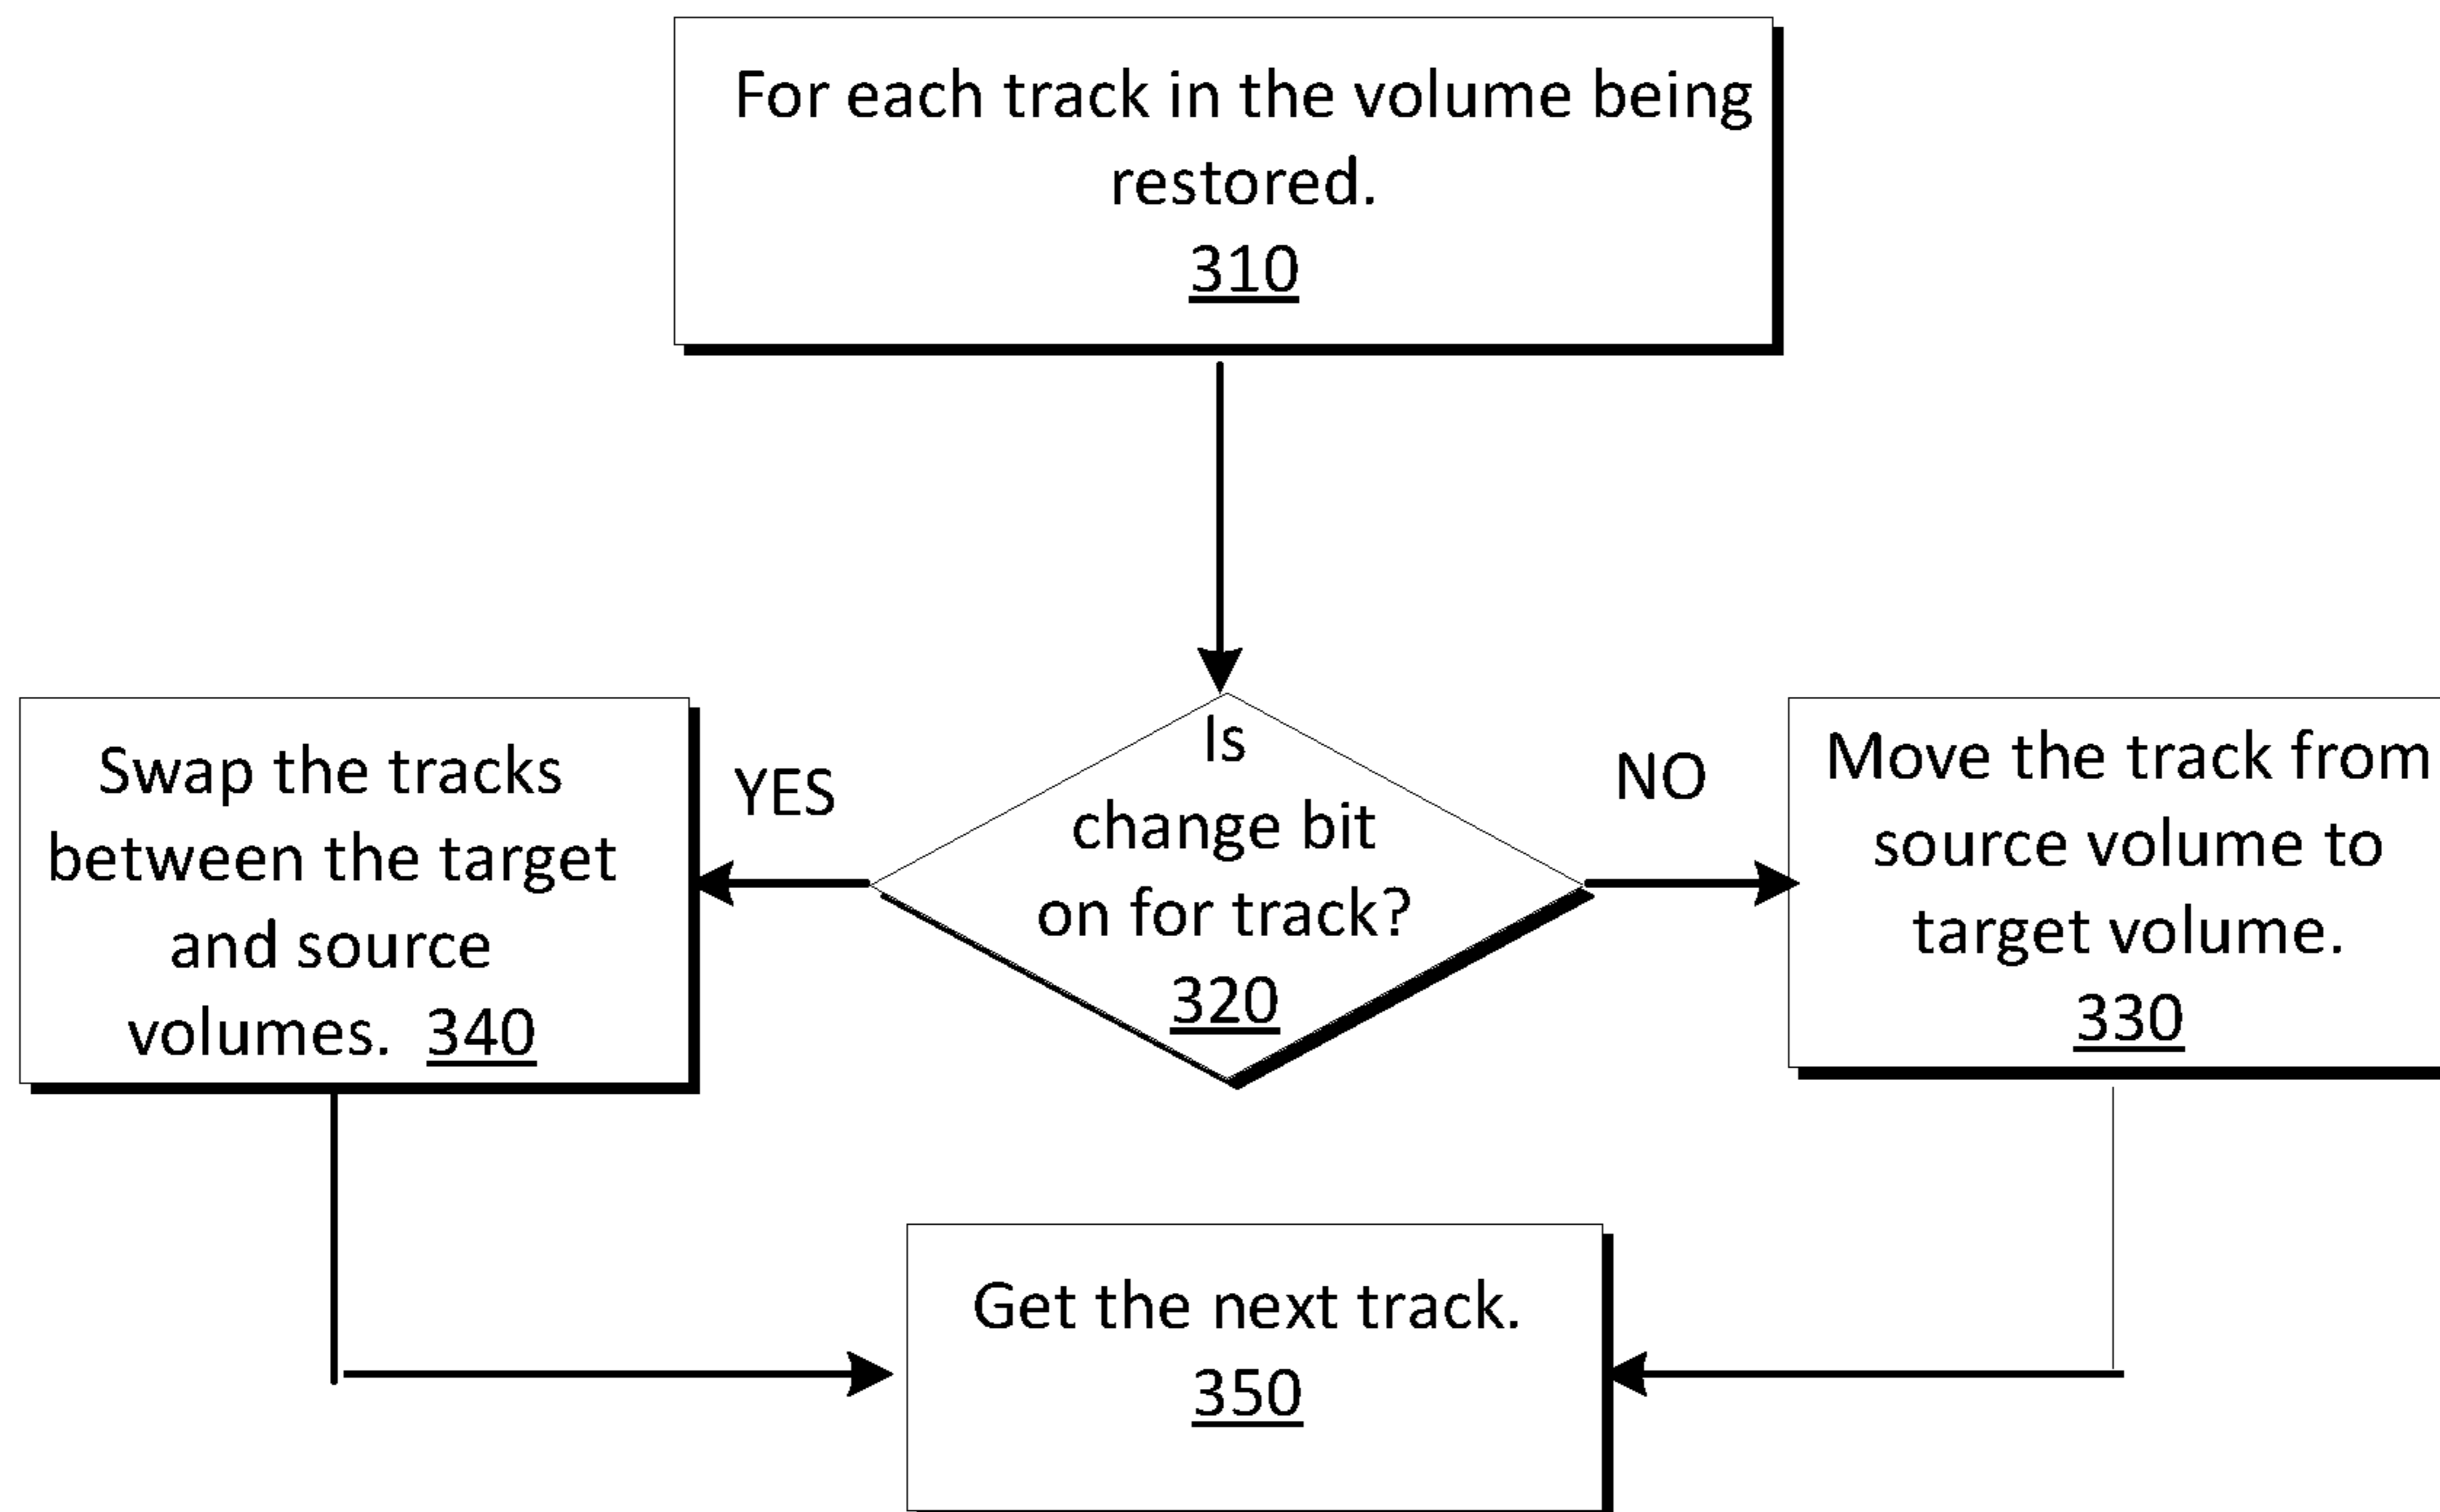 For each track in the volume being
restored.
310
Is
change bit
on for track?
320
YES
NO
Swap the tracks
between the target
and source
volumes. 340
Move the track from
source volume to
target volume.
330
Get the next track.
350